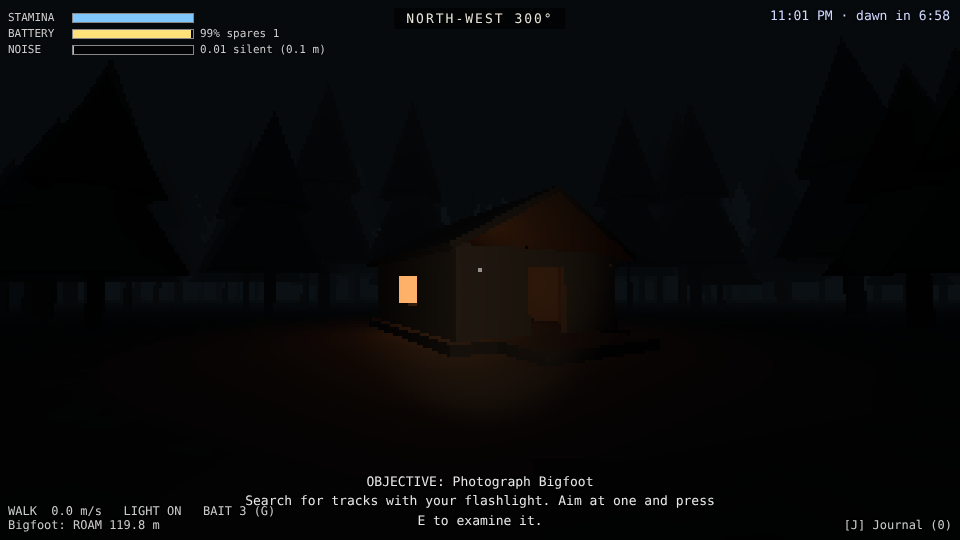 STAMINA
BATTERY 99% spares 1
NOISE 0.01 silent (0.1 m)
NORTH-WEST 300°
11:01 PM · dawn in 6:58
OBJECTIVE: Photograph Bigfoot
Search for tracks with your flashlight. Aim at one and press
E to examine it.
WALK 0.0 m/s LIGHT ON BAIT 3 (G)
Bigfoot: ROAM 119.8 m
[J] Journal (0)